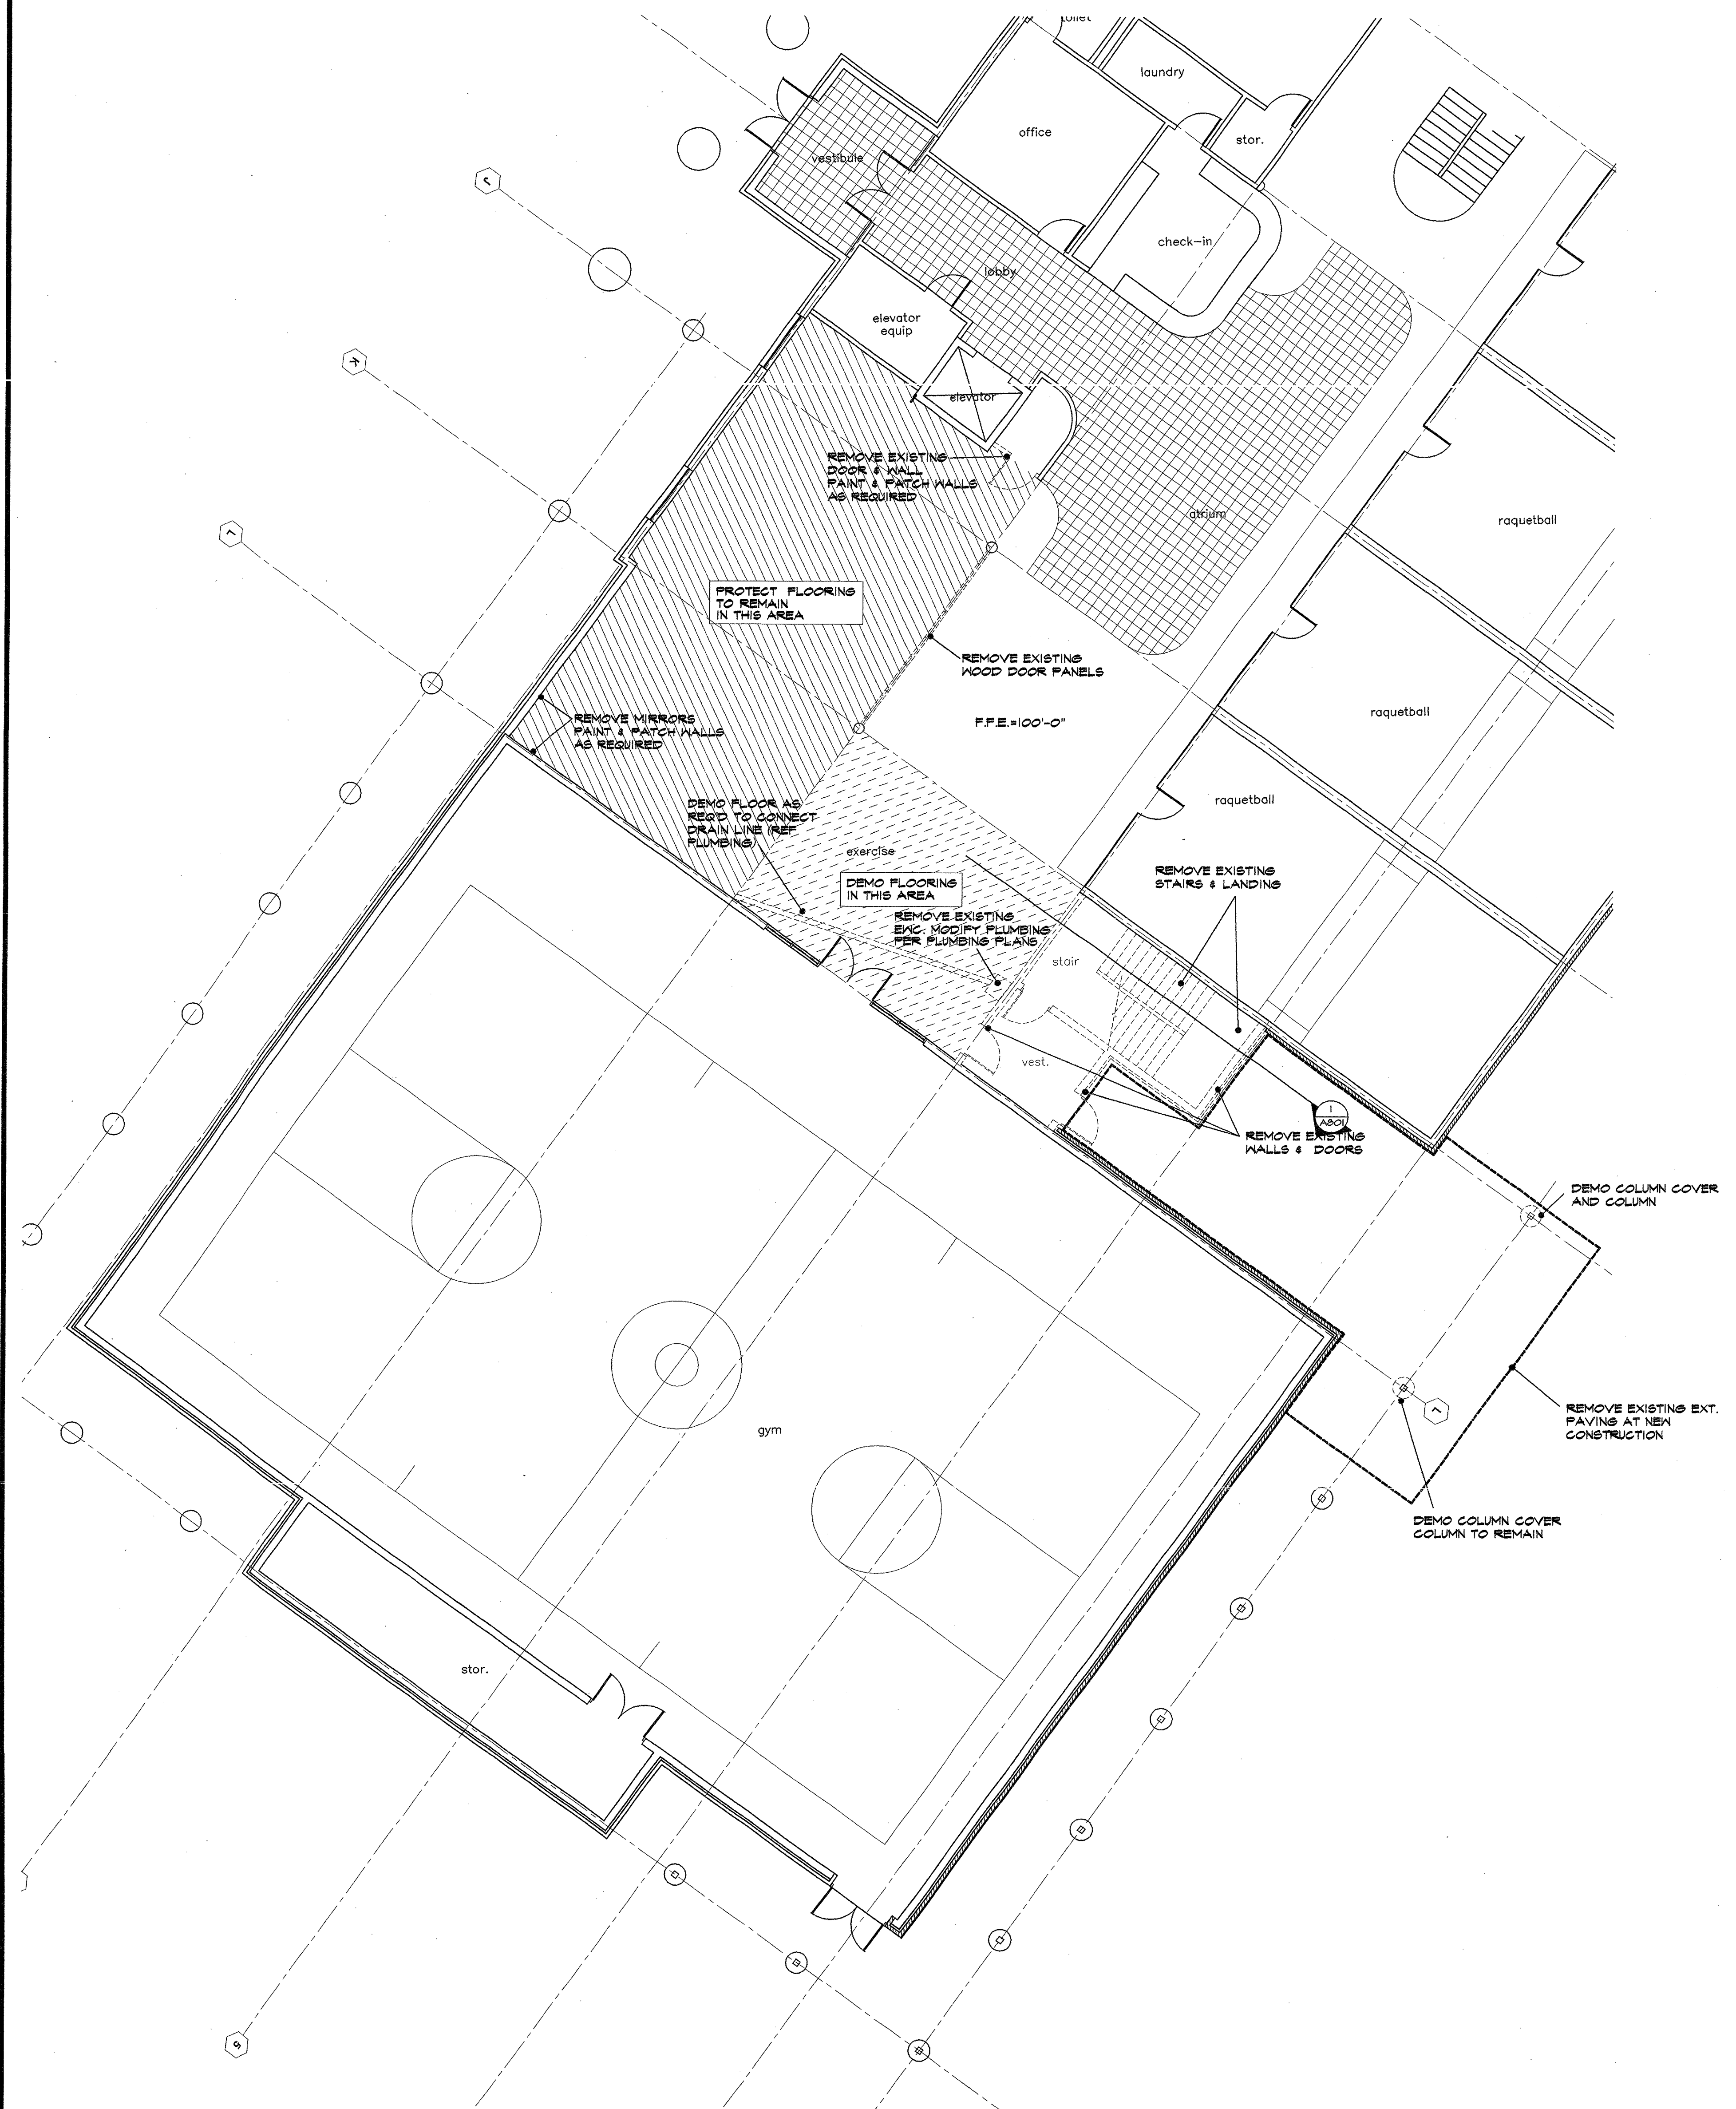 toilet
laundry
office
stor.
vestibule
J
check-in
lobby
elevator
equip
K
elevator
REMOVE EXISTING
DOOR & WALL
PAINT & PATCH WALLS
AS REQUIRED
atrium
raquetball
L
PROTECT FLOORING
TO REMAIN
IN THIS AREA
REMOVE EXISTING
WOOD DOOR PANELS
REMOVE MIRRORS
PAINT & PATCH WALLS
AS REQUIRED
F.F.E.=100'-0"
raquetball
DEMO FLOOR AS
REQ'D TO CONNECT
DRAIN LINE (REF
PLUMBING)
raquetball
exercise
REMOVE EXISTING
STAIRS & LANDING
DEMO FLOORING
IN THIS AREA
REMOVE EXISTING
EWC. MODIFY PLUMBING
PER PLUMBING PLANS
stair
vest.
1
A801
REMOVE EXISTING
WALLS & DOORS
DEMO COLUMN COVER
AND COLUMN
L
REMOVE EXISTING EXT.
PAVING AT NEW
CONSTRUCTION
gym
DEMO COLUMN COVER
COLUMN TO REMAIN
stor.
5